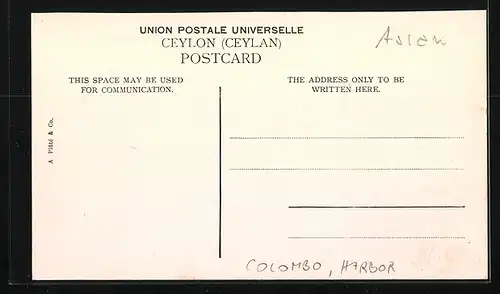 UNION POSTALE UNIVERSELLE
CEYLON (CEYLAN)
POSTCARD
Asien
THIS SPACE MAY BE USED
FOR COMMUNICATION.
THE ADDRESS ONLY TO BE
WRITTEN HERE.
A Plâté & Co.
COLOMBO, HARBOR